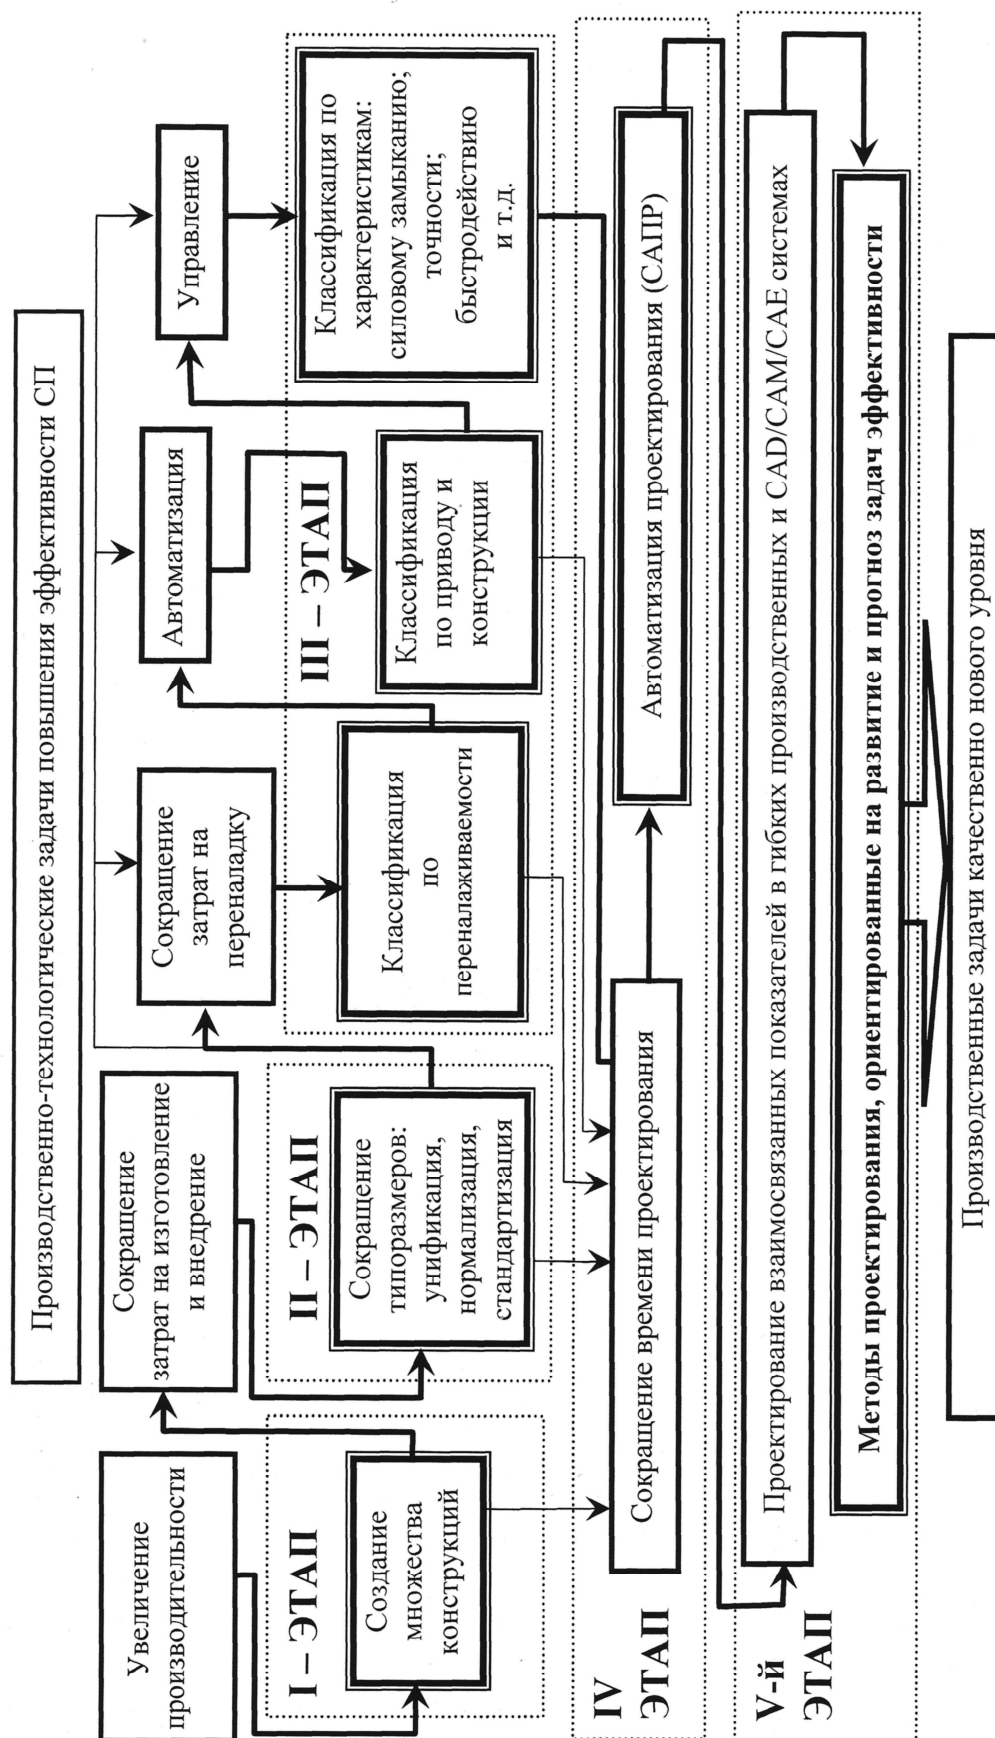 Производственно-технологические задачи повышения эффективности СП
Увеличение
производительности
Сокращение
затрат на изготовление
и внедрение
Сокращение
затрат на
переналадку
Автоматизация
Управление
I – ЭТАП
Создание
множества
конструкций
II – ЭТАП
Сокращение
типоразмеров:
унификация,
нормализация,
стандартизация
III – ЭТАП
Классификация
по
переналаживаемости
Классификация
по приводу и
конструкции
Классификация по
характеристикам:
силовому замыканию;
точности;
быстродействию
и т.д.
IV
ЭТАП
Сокращение времени проектирования
Автоматизация проектирования (САПР)
V-й
ЭТАП
Проектирование взаимосвязанных показателей в гибких производственных и CAD/CAM/CAE системах
Методы проектирования, ориентированные на развитие и прогноз задач эффективности
Производственные задачи качественно нового уровня